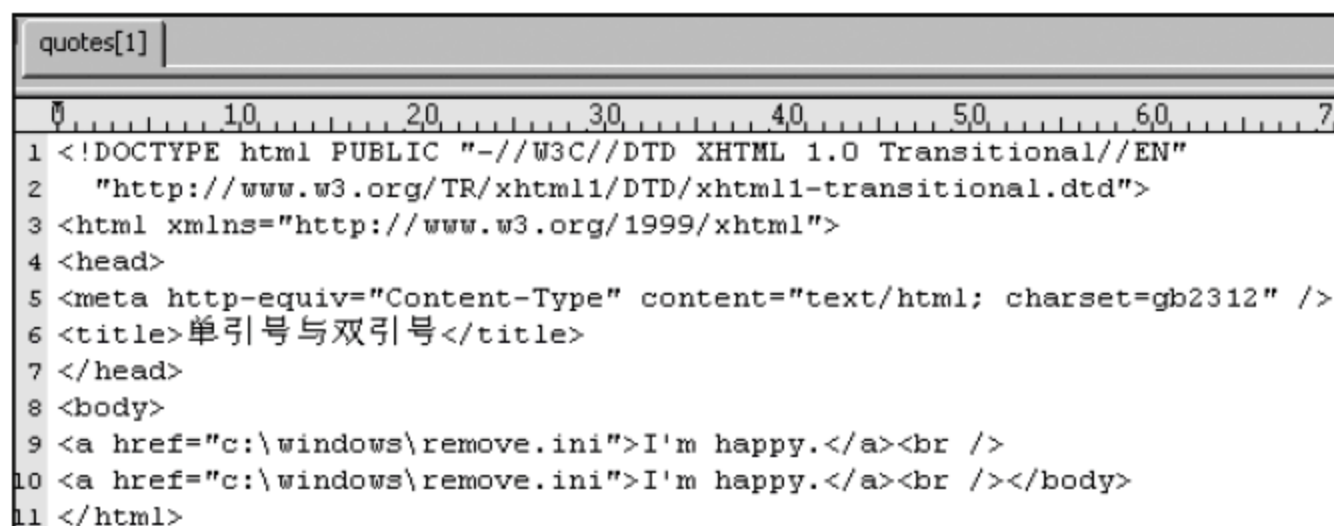 quotes[1]
0 10 20 30 40 50 60 7
1 <!DOCTYPE html PUBLIC "-//W3C//DTD XHTML 1.0 Transitional//EN"
2   "http://www.w3.org/TR/xhtml1/DTD/xhtml1-transitional.dtd">
3 <html xmlns="http://www.w3.org/1999/xhtml">
4 <head>
5 <meta http-equiv="Content-Type" content="text/html; charset=gb2312" />
6 <title>单引号与双引号</title>
7 </head>
8 <body>
9 <a href="c:\windows\remove.ini">I'm happy.</a><br />
10 <a href="c:\windows\remove.ini">I'm happy.</a><br /></body>
11 </html>